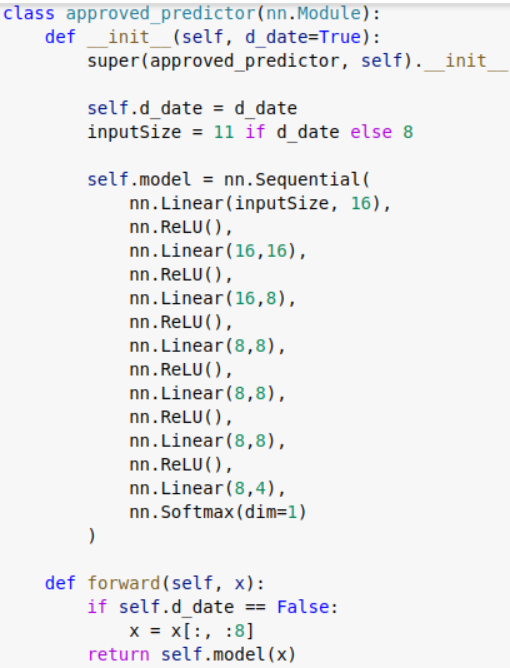 class approved_predictor(nn.Module):
    def __init__(self, d_date=True):
        super(approved_predictor, self).__init__
        self.d_date = d_date
        inputSize = 11 if d_date else 8
        self.model = nn.Sequential(
            nn.Linear(inputSize, 16),
            nn.ReLU(),
            nn.Linear(16,16),
            nn.ReLU(),
            nn.Linear(16,8),
            nn.ReLU(),
            nn.Linear(8,8),
            nn.ReLU(),
            nn.Linear(8,8),
            nn.ReLU(),
            nn.Linear(8,8),
            nn.ReLU(),
            nn.Linear(8,4),
            nn.Softmax(dim=1)
        )
    def forward(self, x):
        if self.d_date == False:
            x = x[:, :8]
        return self.model(x)